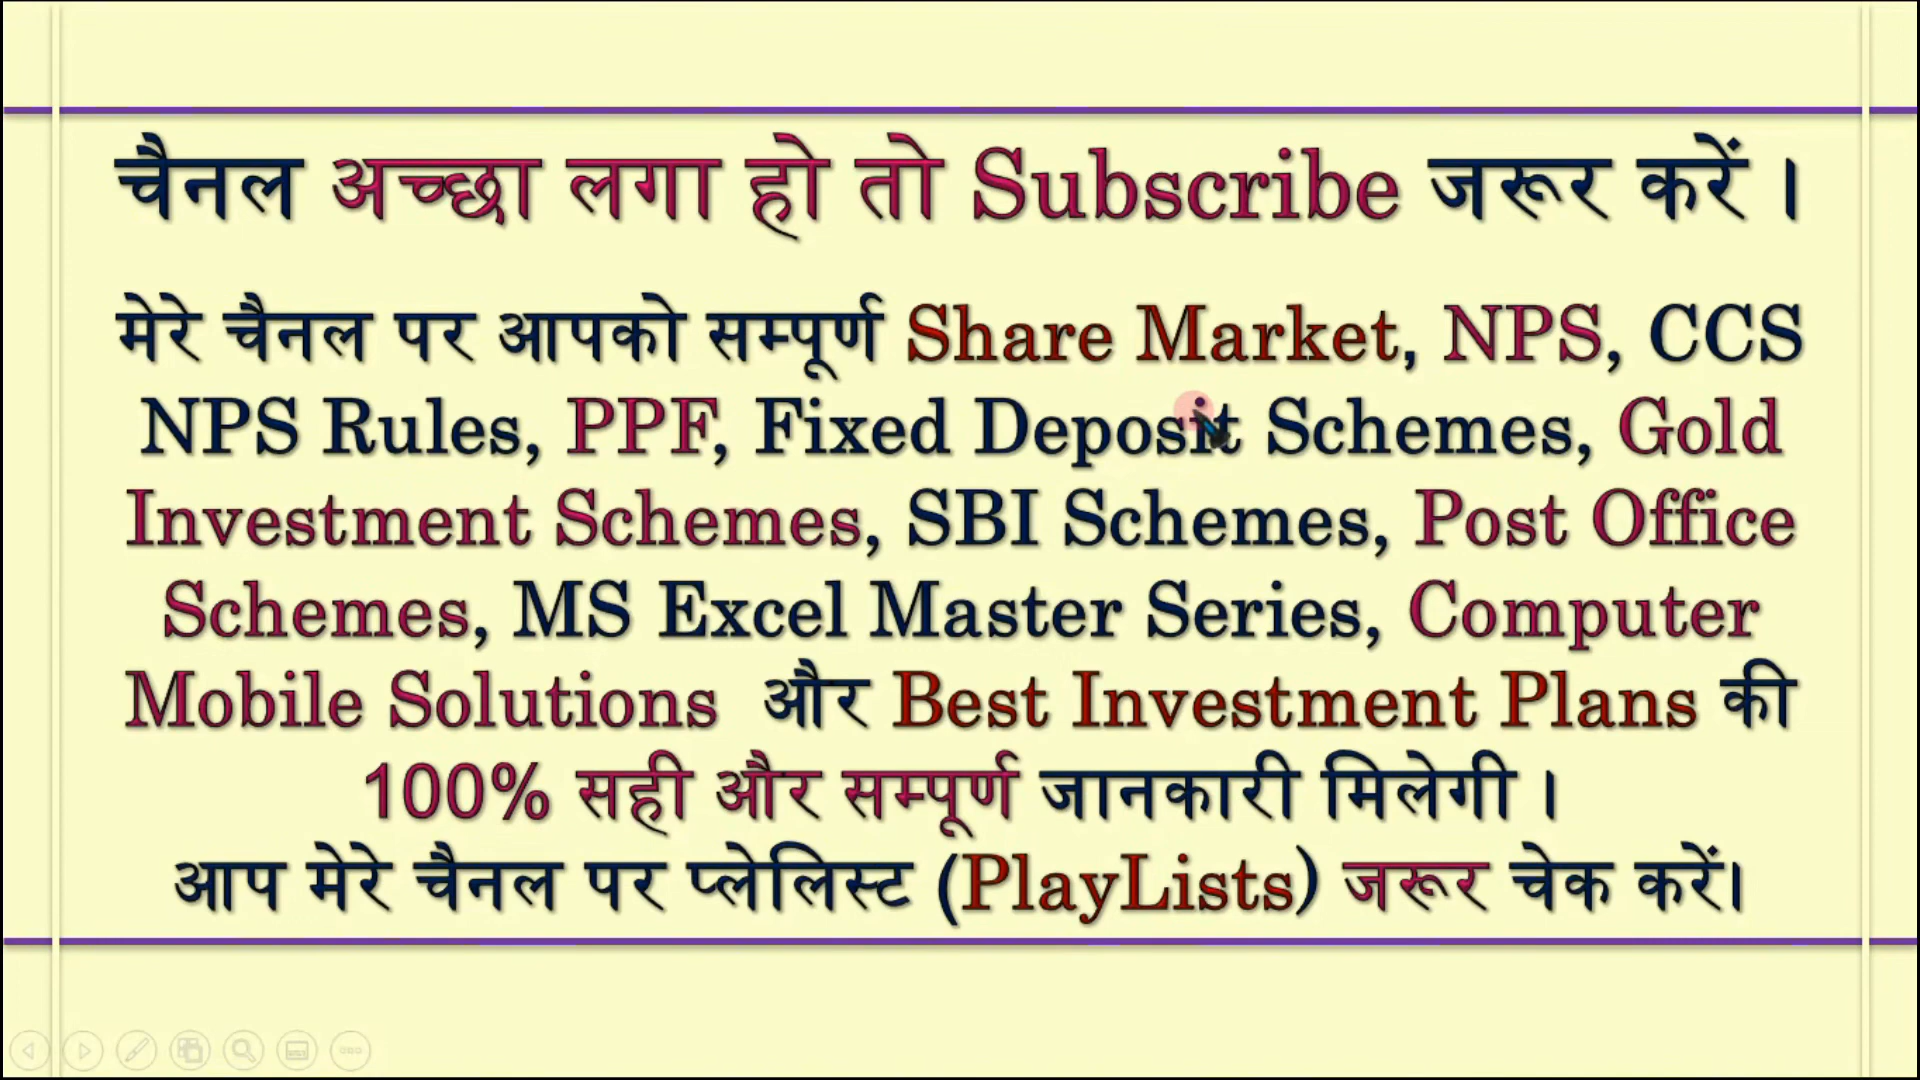 चैनल अच्छा लगा हो तो Subscribe जरूर करें ।
मेरे चैनल पर आपको सम्पूर्ण Share Market, NPS, CCS
NPS Rules, PPF, Fixed Deposit Schemes, Gold
Investment Schemes, SBI Schemes, Post Office
Schemes, MS Excel Master Series, Computer
Mobile Solutions और Best Investment Plans की
100% सही और सम्पूर्ण जानकारी मिलेगी ।
आप मेरे चैनल पर प्लेलिस्ट (PlayLists) जरूर चेक करें।